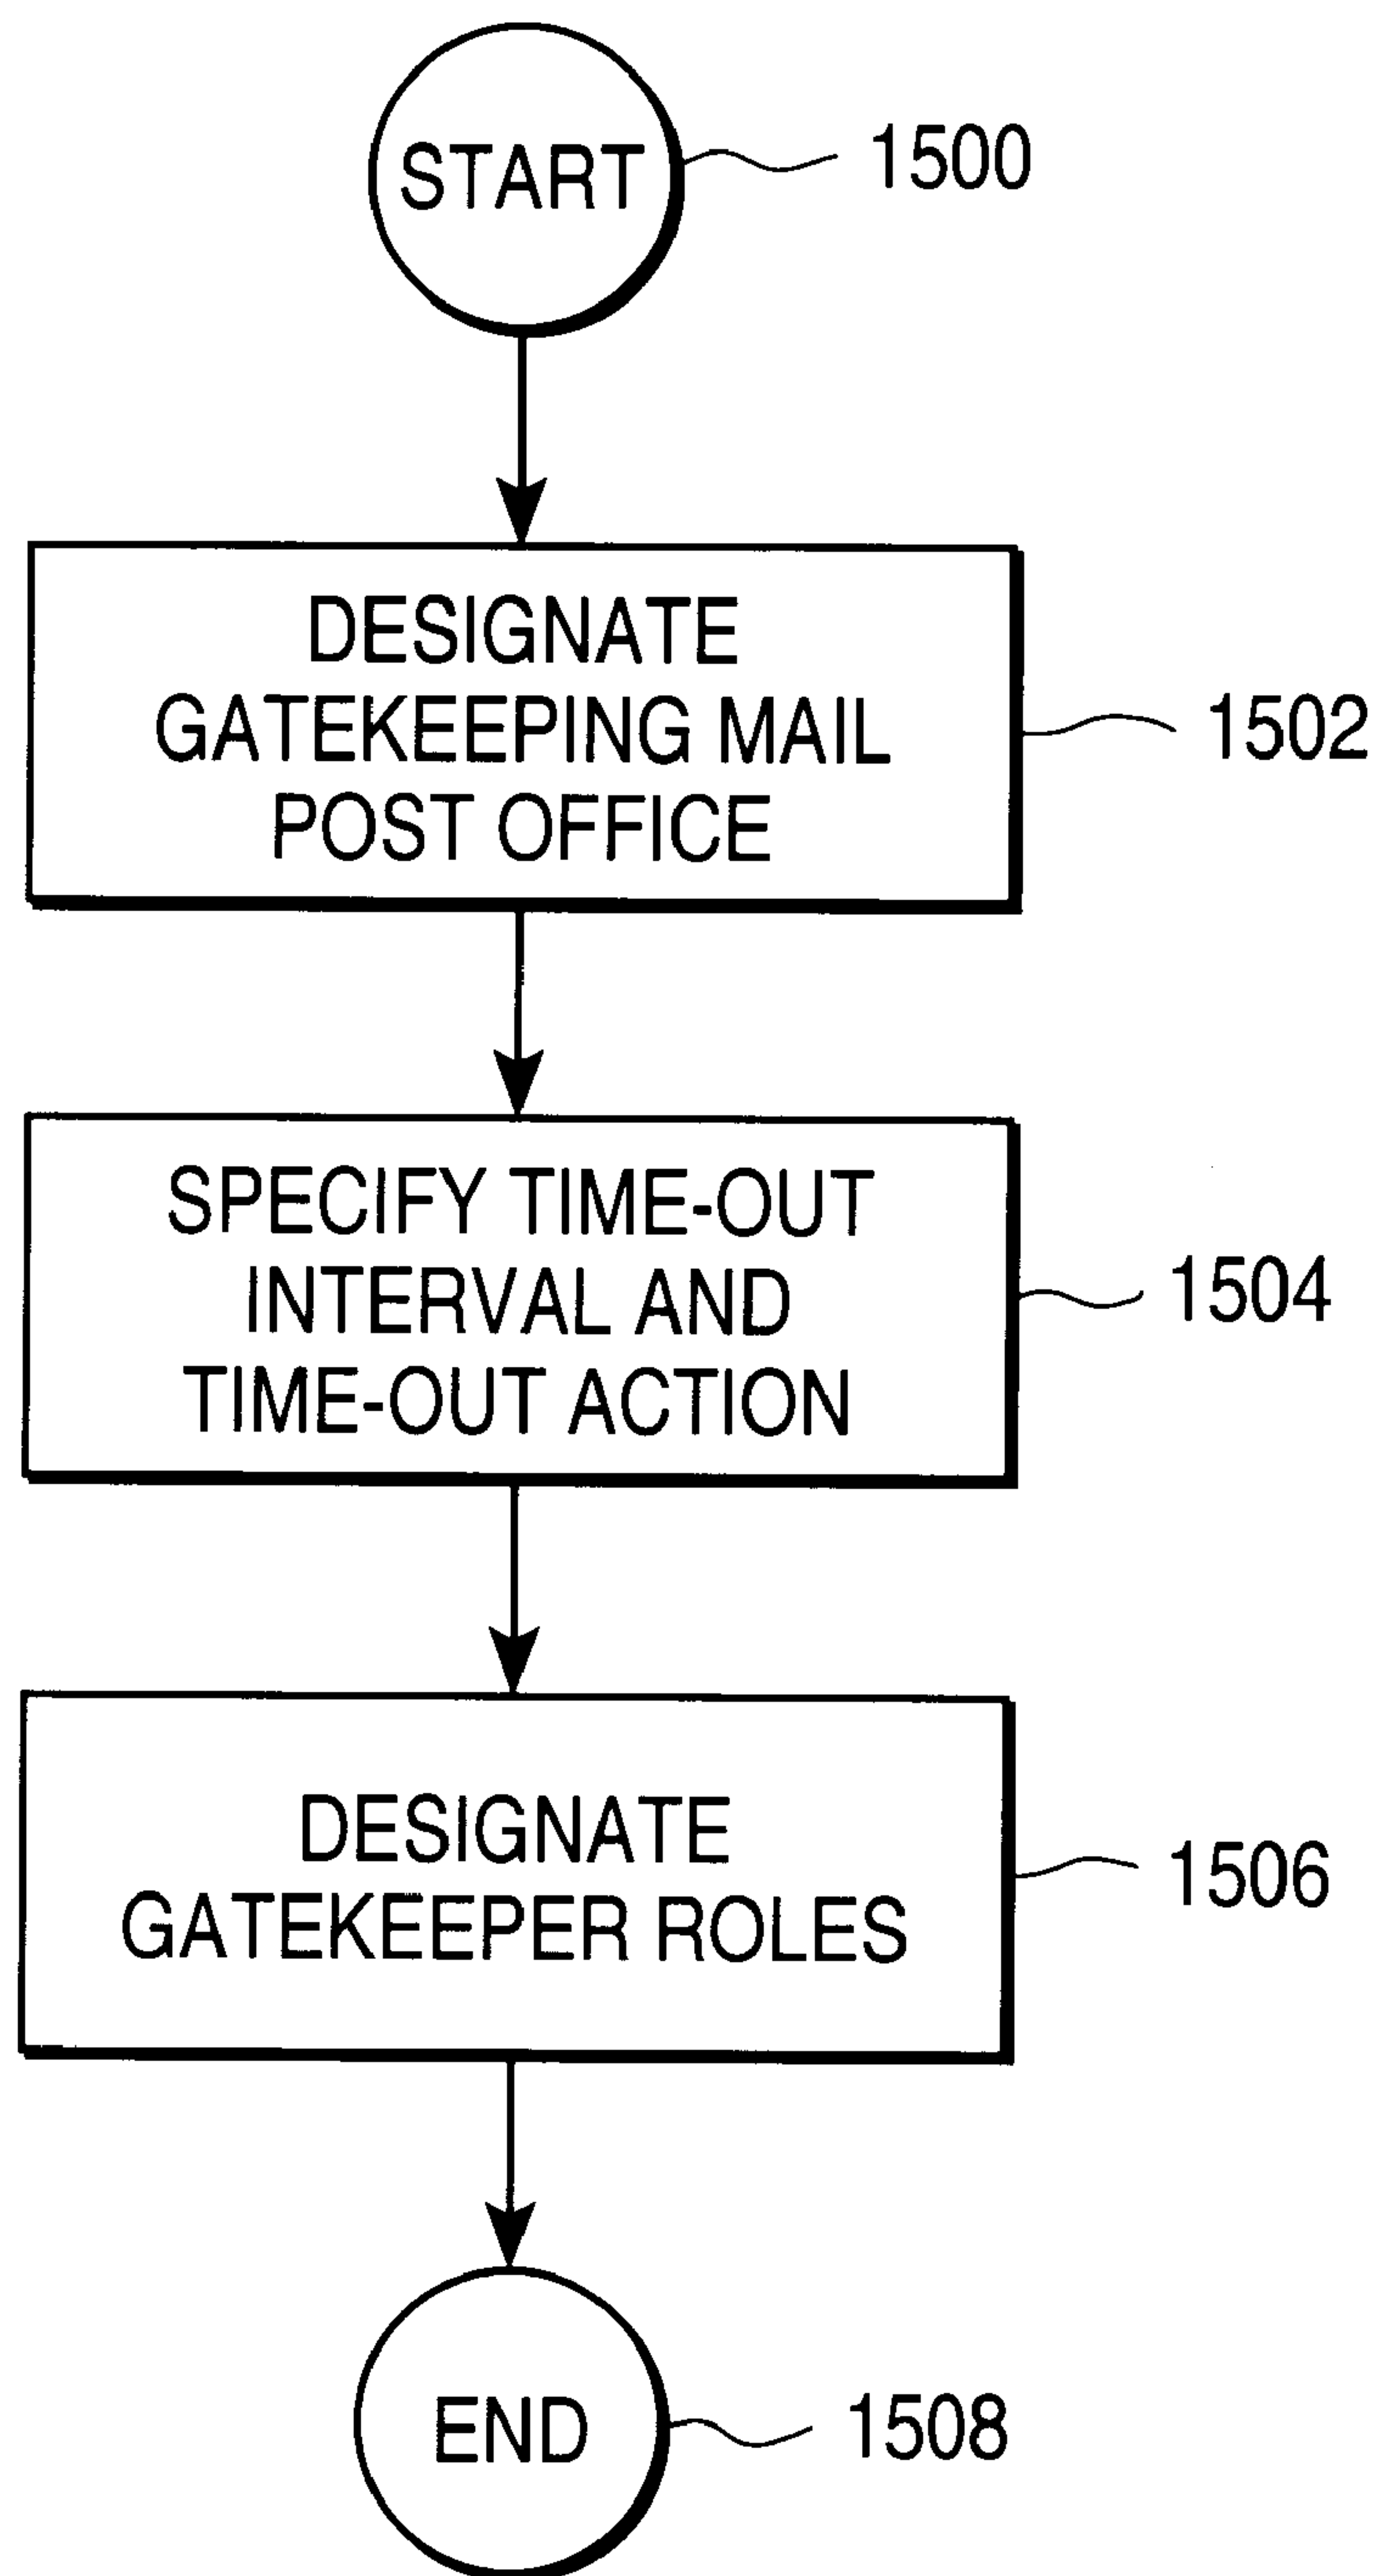 START
1500
DESIGNATE
GATEKEEPING MAIL
POST OFFICE
1502
SPECIFY TIME-OUT
INTERVAL AND
TIME-OUT ACTION
1504
DESIGNATE
GATEKEEPER ROLES
1506
END
1508